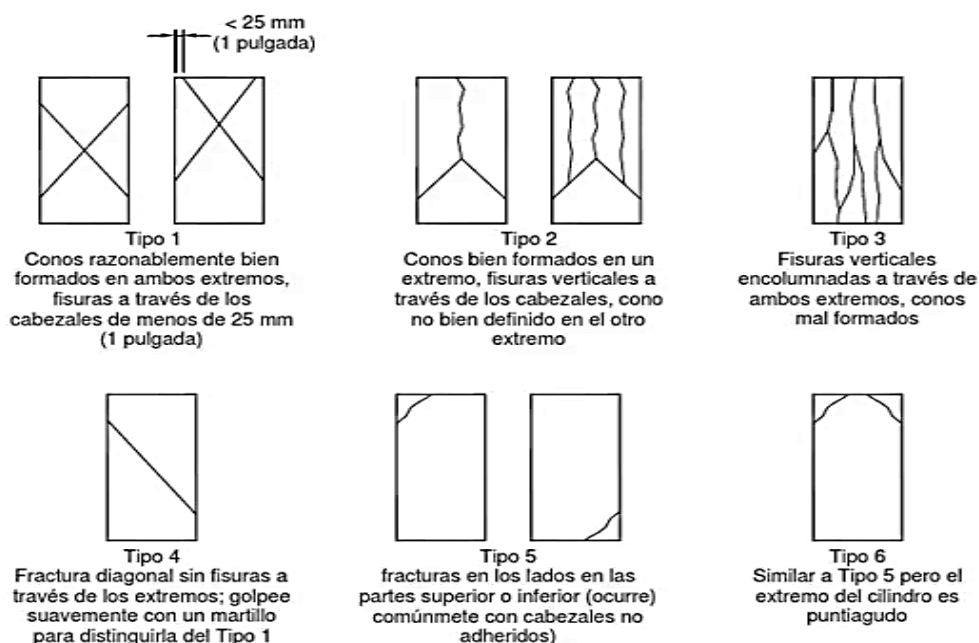 < 25 mm
(1 pulgada)
Tipo 1
Conos razonablemente bien
formados en ambos extremos,
fisuras a través de los
cabezales de menos de 25 mm
(1 pulgada)
Tipo 2
Conos bien formados en un
extremo, fisuras verticales a
través de los cabezales, cono
no bien definido en el otro
extremo
Tipo 3
Fisuras verticales
encolumnadas a través de
ambos extremos, conos
mal formados
Tipo 4
Fractura diagonal sin fisuras a
través de los extremos; golpee
suavemente con un martillo
para distinguirla del Tipo 1
Tipo 5
fracturas en los lados en las
partes superior o inferior (ocurre)
comúnmete con cabezales no
adheridos)
Tipo 6
Similar a Tipo 5 pero el
extremo del cilindro es
puntiagudo